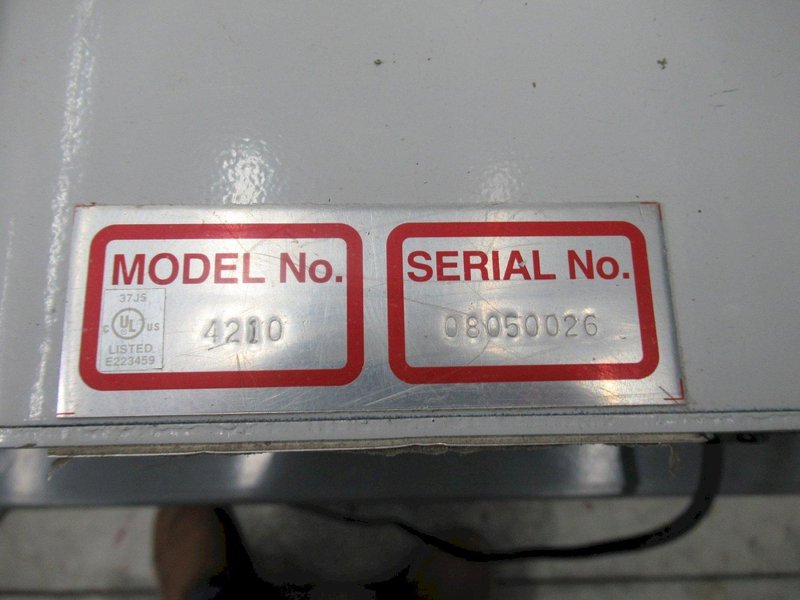 MODEL No.
37JS
C UL US
LISTED
E223459
4210
SERIAL No.
08050026